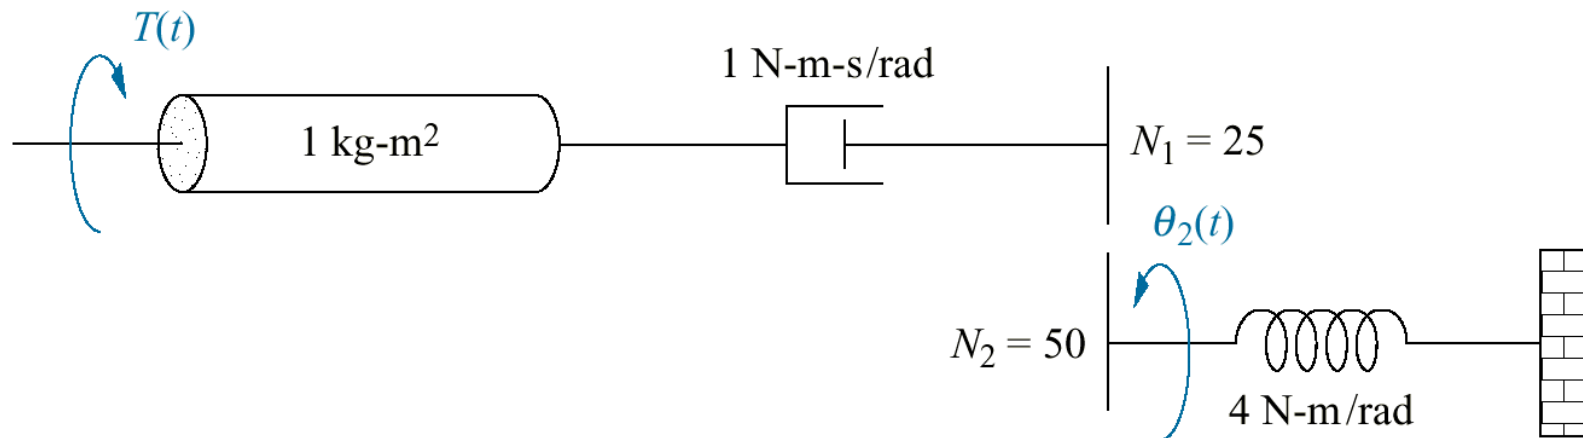 T(t)
1 N-m-s/rad
1 kg-m²
N₁ = 25
θ₂(t)
N₂ = 50
4 N-m/rad